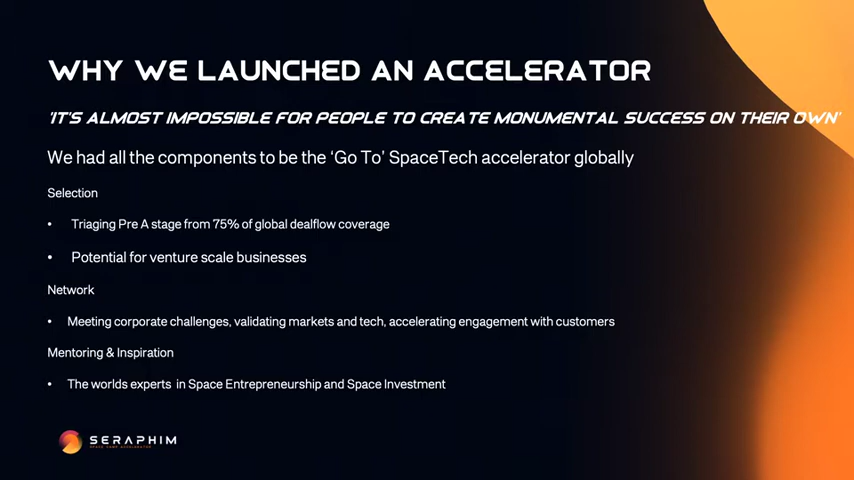 WHY WE LAUNCHED AN ACCELERATOR
'IT'S ALMOST IMPOSSIBLE FOR PEOPLE TO CREATE MONUMENTAL SUCCESS ON THEIR OWN'
We had all the components to be the 'Go To' SpaceTech accelerator globally
Selection
• Triaging Pre A stage from 75% of global dealflow coverage
• Potential for venture scale businesses
Network
• Meeting corporate challenges, validating markets and tech, accelerating engagement with customers
Mentoring & Inspiration
• The worlds experts in Space Entrepreneurship and Space Investment
SERAPHIM
SPACE CAMP ACCELERATOR